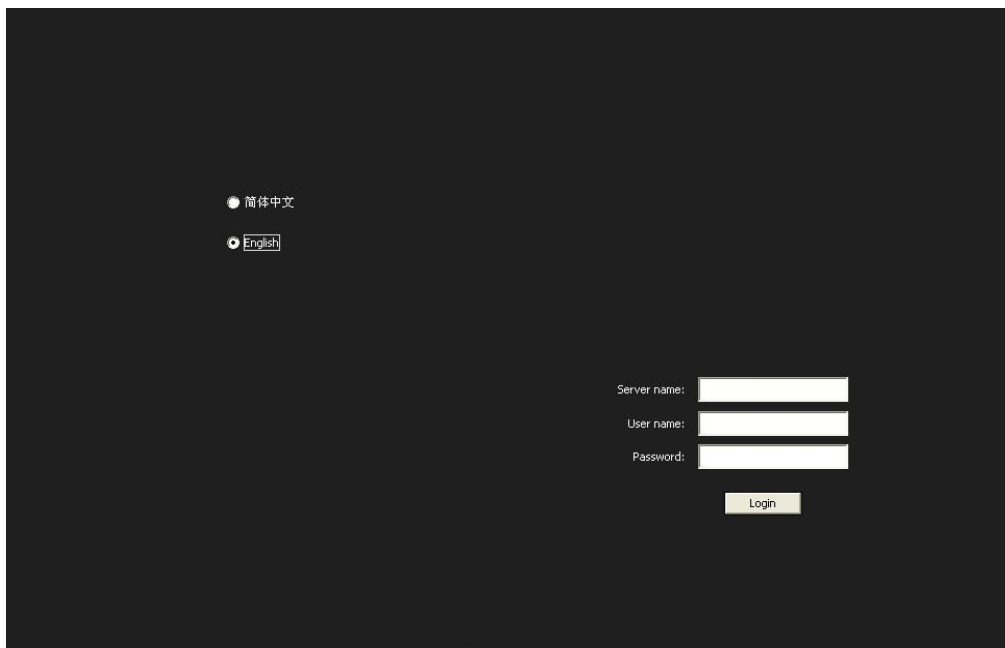 简体中文
English
Server name:
User name:
Password:
Login